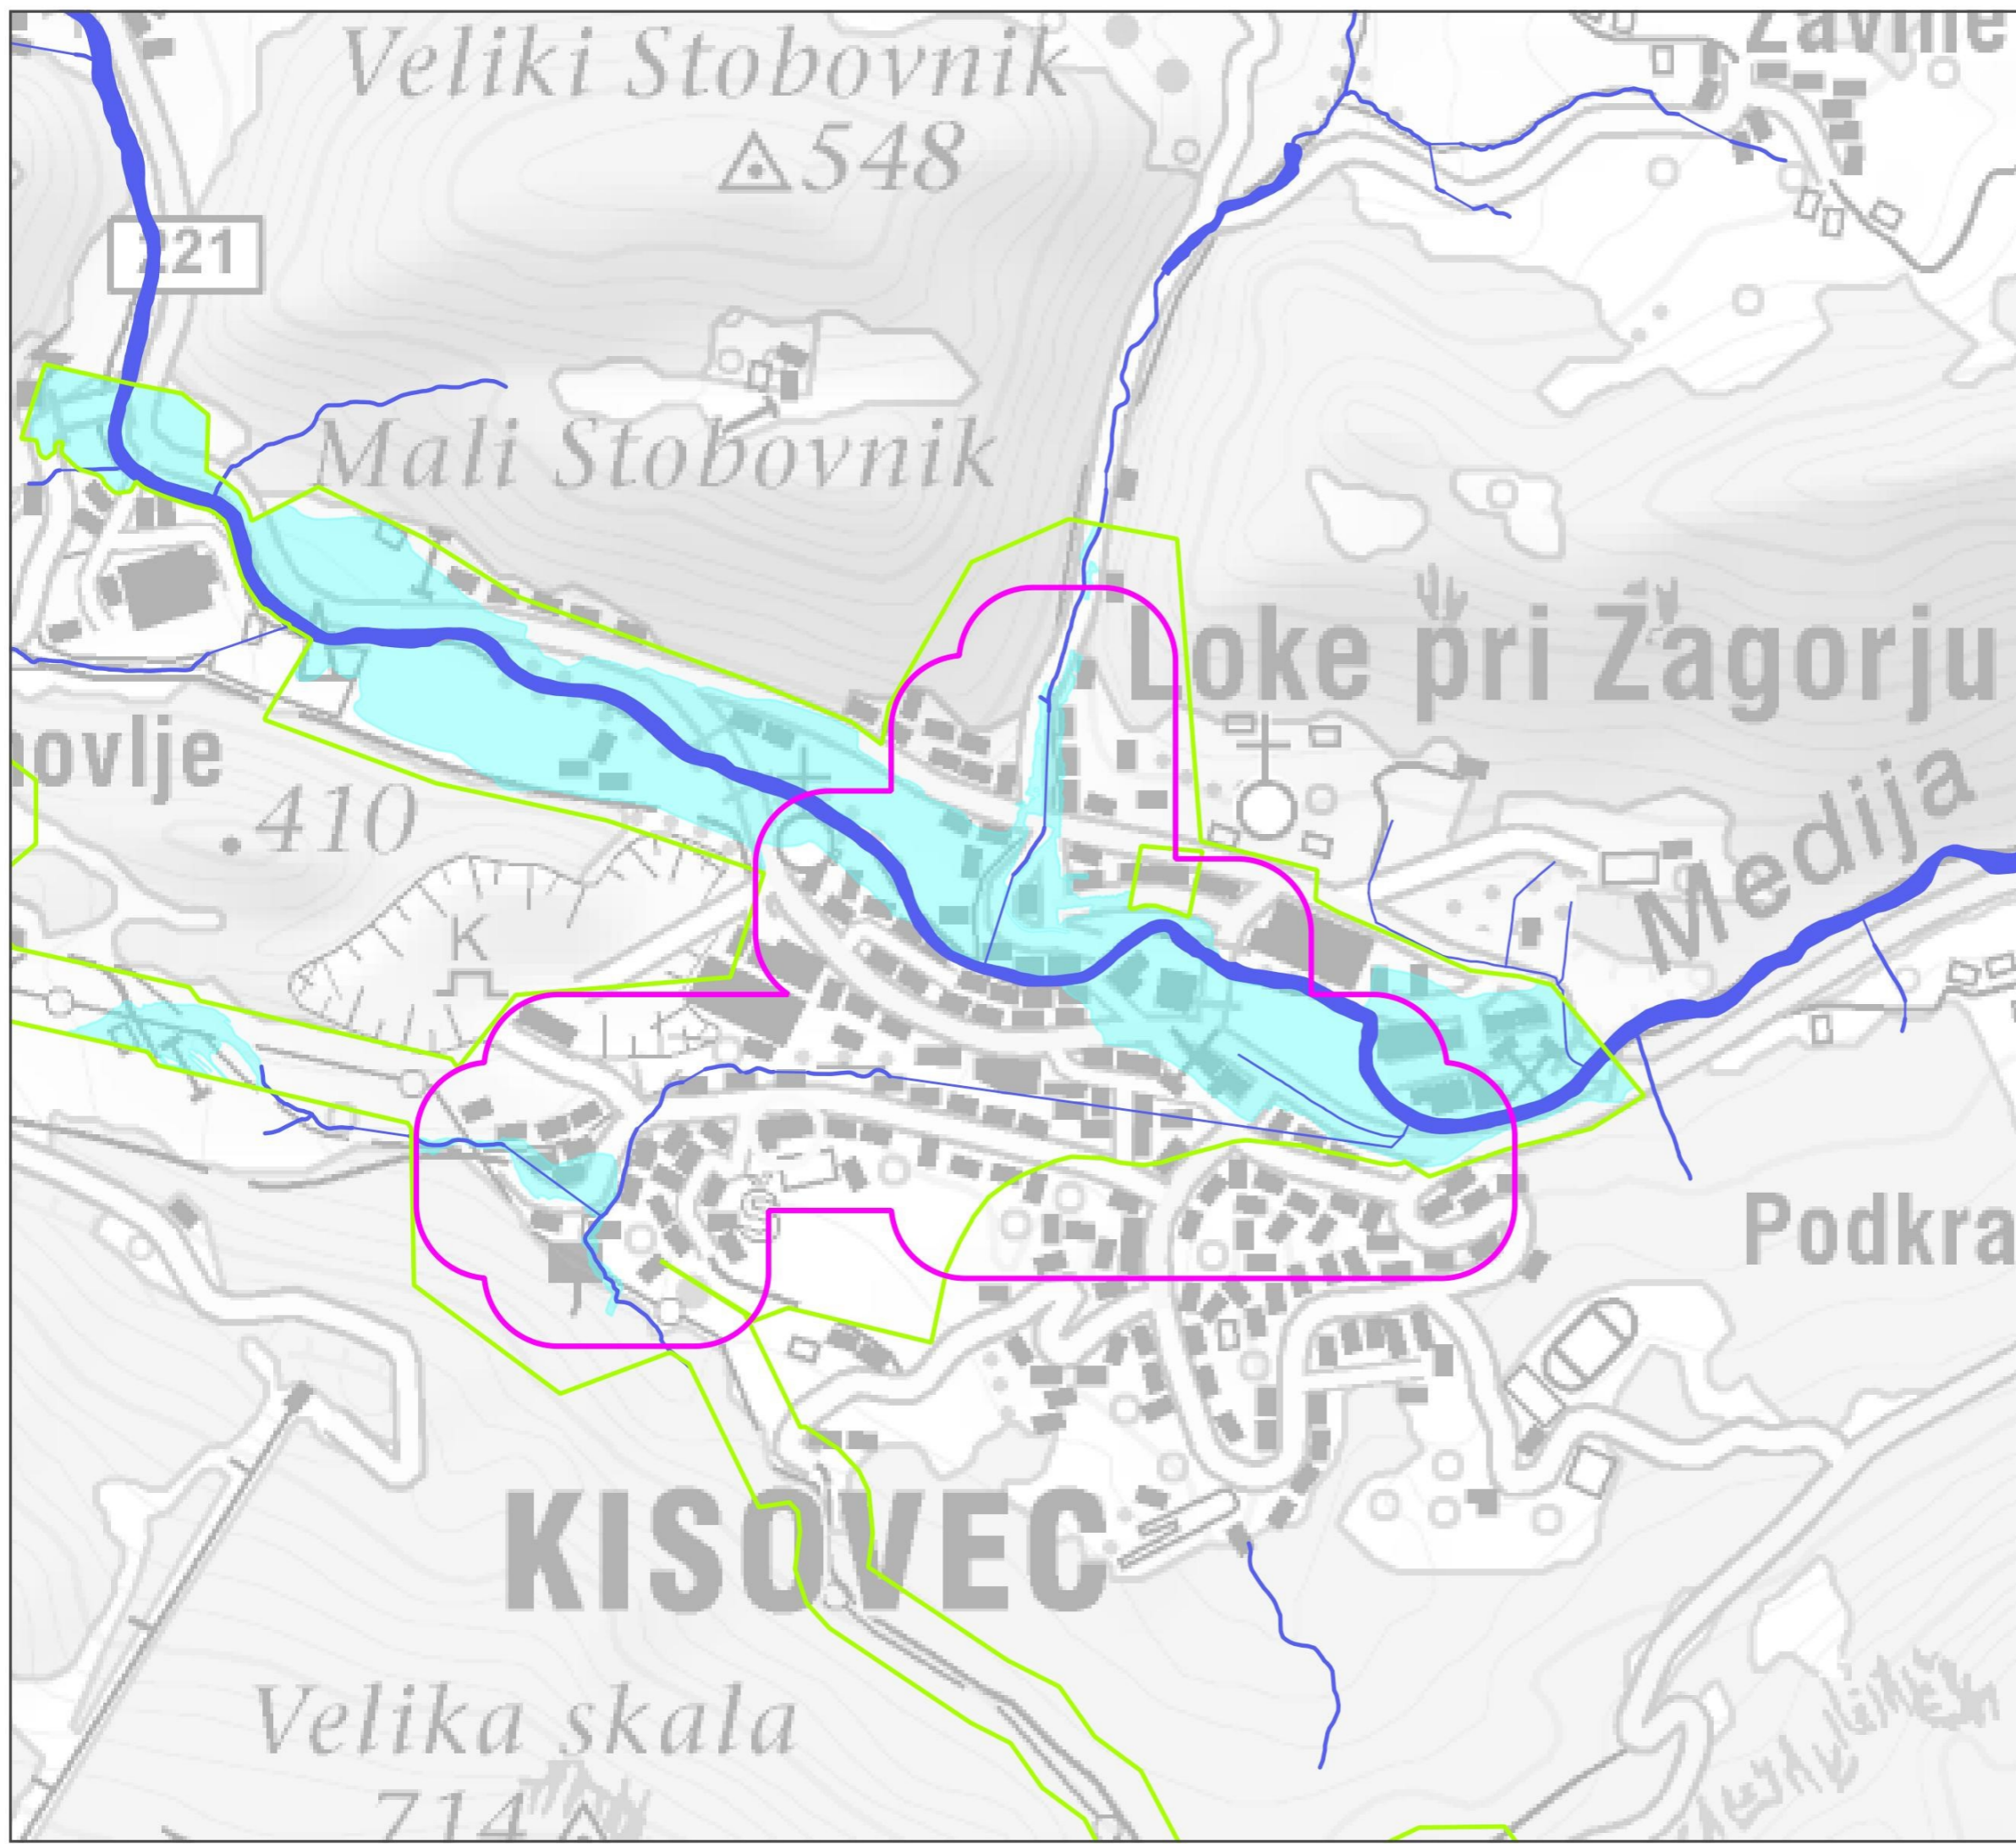 Veliki Stobovnik
548
221
Mali Stobovnik
Loke pri Zagorju
ovlje
410
K
Medija
Podkra
KISOVEC
Velika skala
714